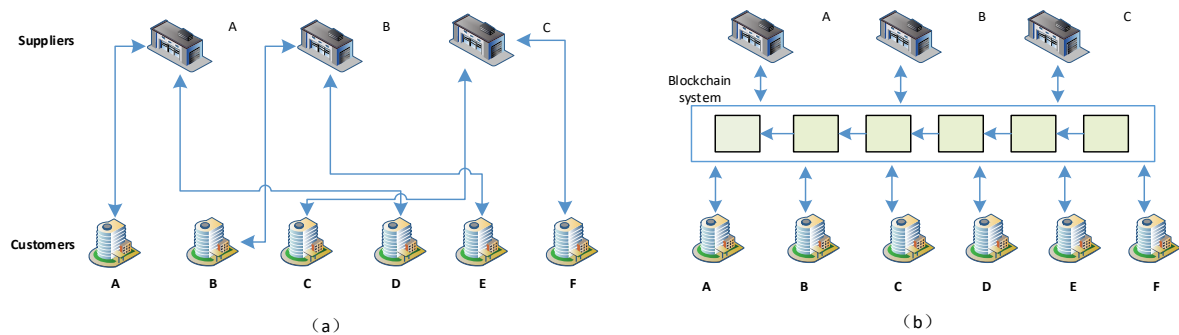 Suppliers
A
B
C
Customers
A
B
C
D
E
F
（a）
A
B
C
Blockchain
system
A
B
C
D
E
F
（b）